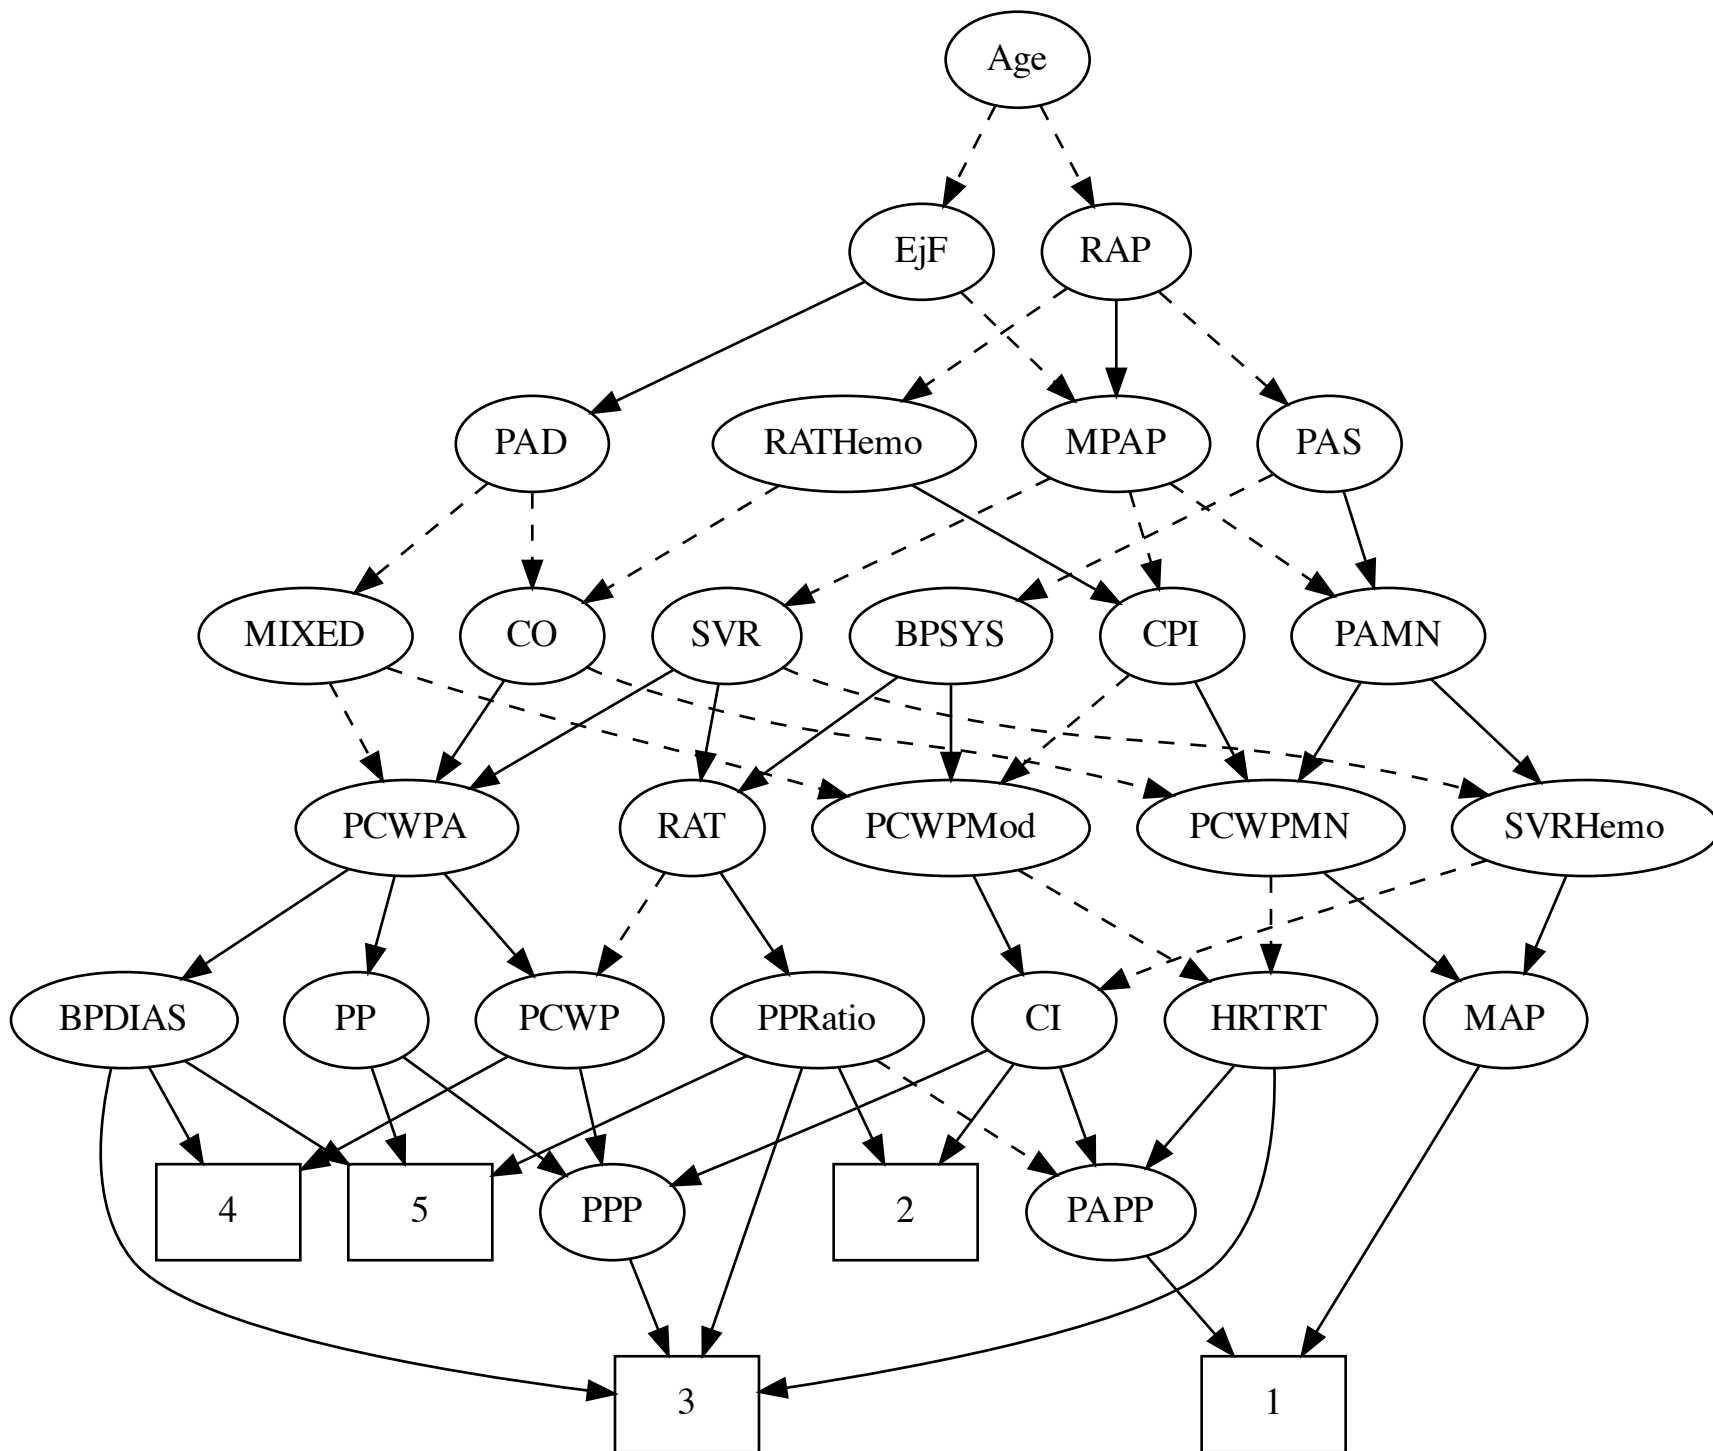 Age
EjF
RAP
PAD
RATHemo
MPAP
PAS
MIXED
CO
SVR
BPSYS
CPI
PAMN
PCWPA
RAT
PCWPMod
PCWPMN
SVRHemo
BPDIAS
PP
PCWP
PPRatio
CI
HRTRT
MAP
4
5
PPP
2
PAPP
3
1